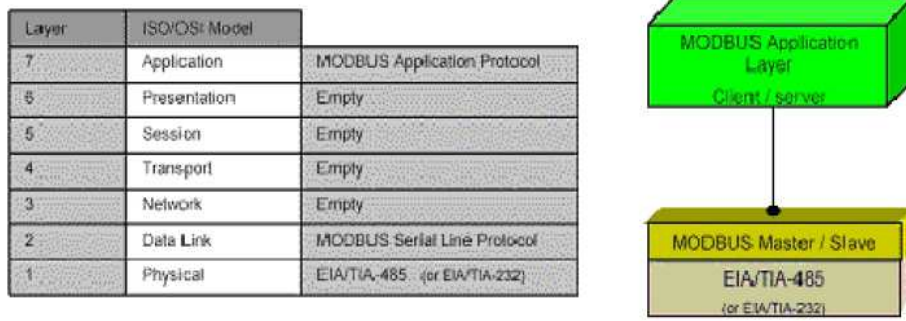 Layer ISO/OSI Model
7 Application MODBUS Application Protocol
6 Presentation Empty
5 Session Empty
4 Transport Empty
3 Network Empty
2 Data Link MODBUS Serial Line Protocol
1 Physical EIA/TIA-485 (or EIA/TIA-232)
MODBUS Application
Layer
Client / server
MODBUS Master / Slave
EIA/TIA-485
(or EIA/TIA-232)